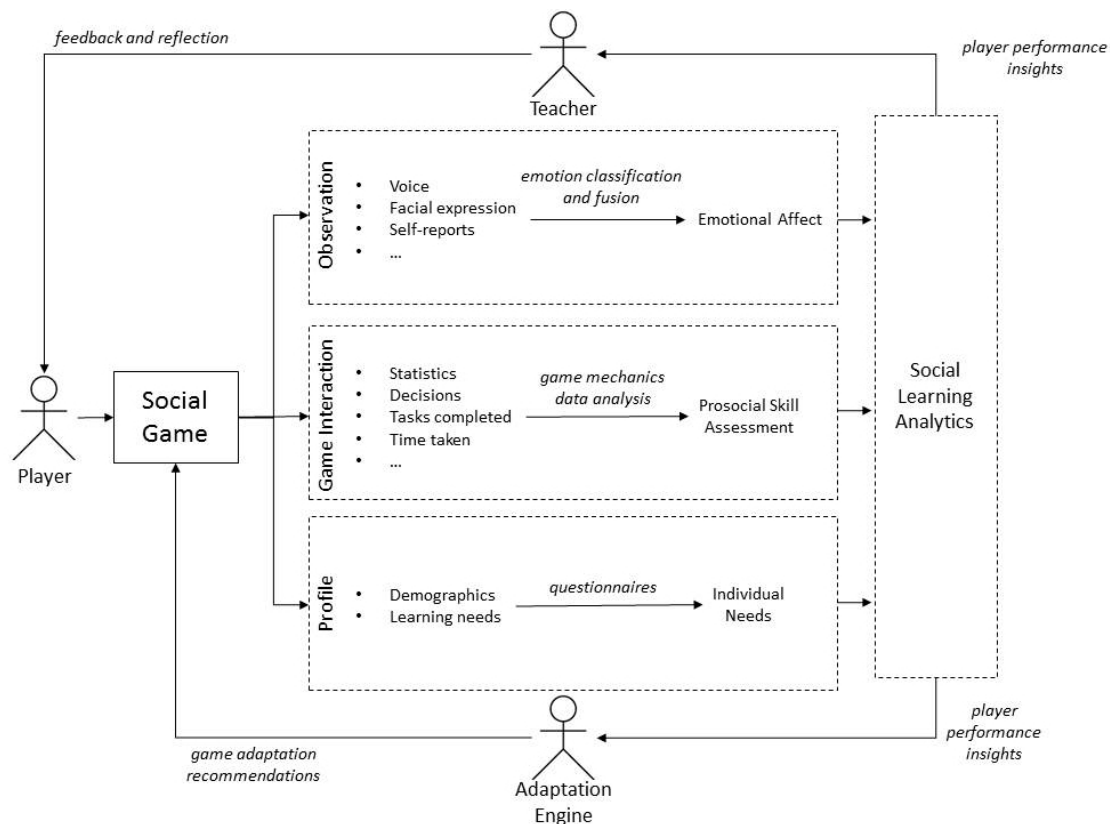 feedback and reflection
Teacher
player performance
insights
Observation
• Voice
• Facial expression
• Self-reports
• ...
emotion classification
and fusion
Emotional Affect
Game Interaction
• Statistics
• Decisions
• Tasks completed
• Time taken
• ...
game mechanics
data analysis
Prosocial Skill
Assessment
Social
Learning
Analytics
Player
Social
Game
Profile
• Demographics
• Learning needs
questionnaires
Individual
Needs
game adaptation
recommendations
Adaptation
Engine
player
performance
insights